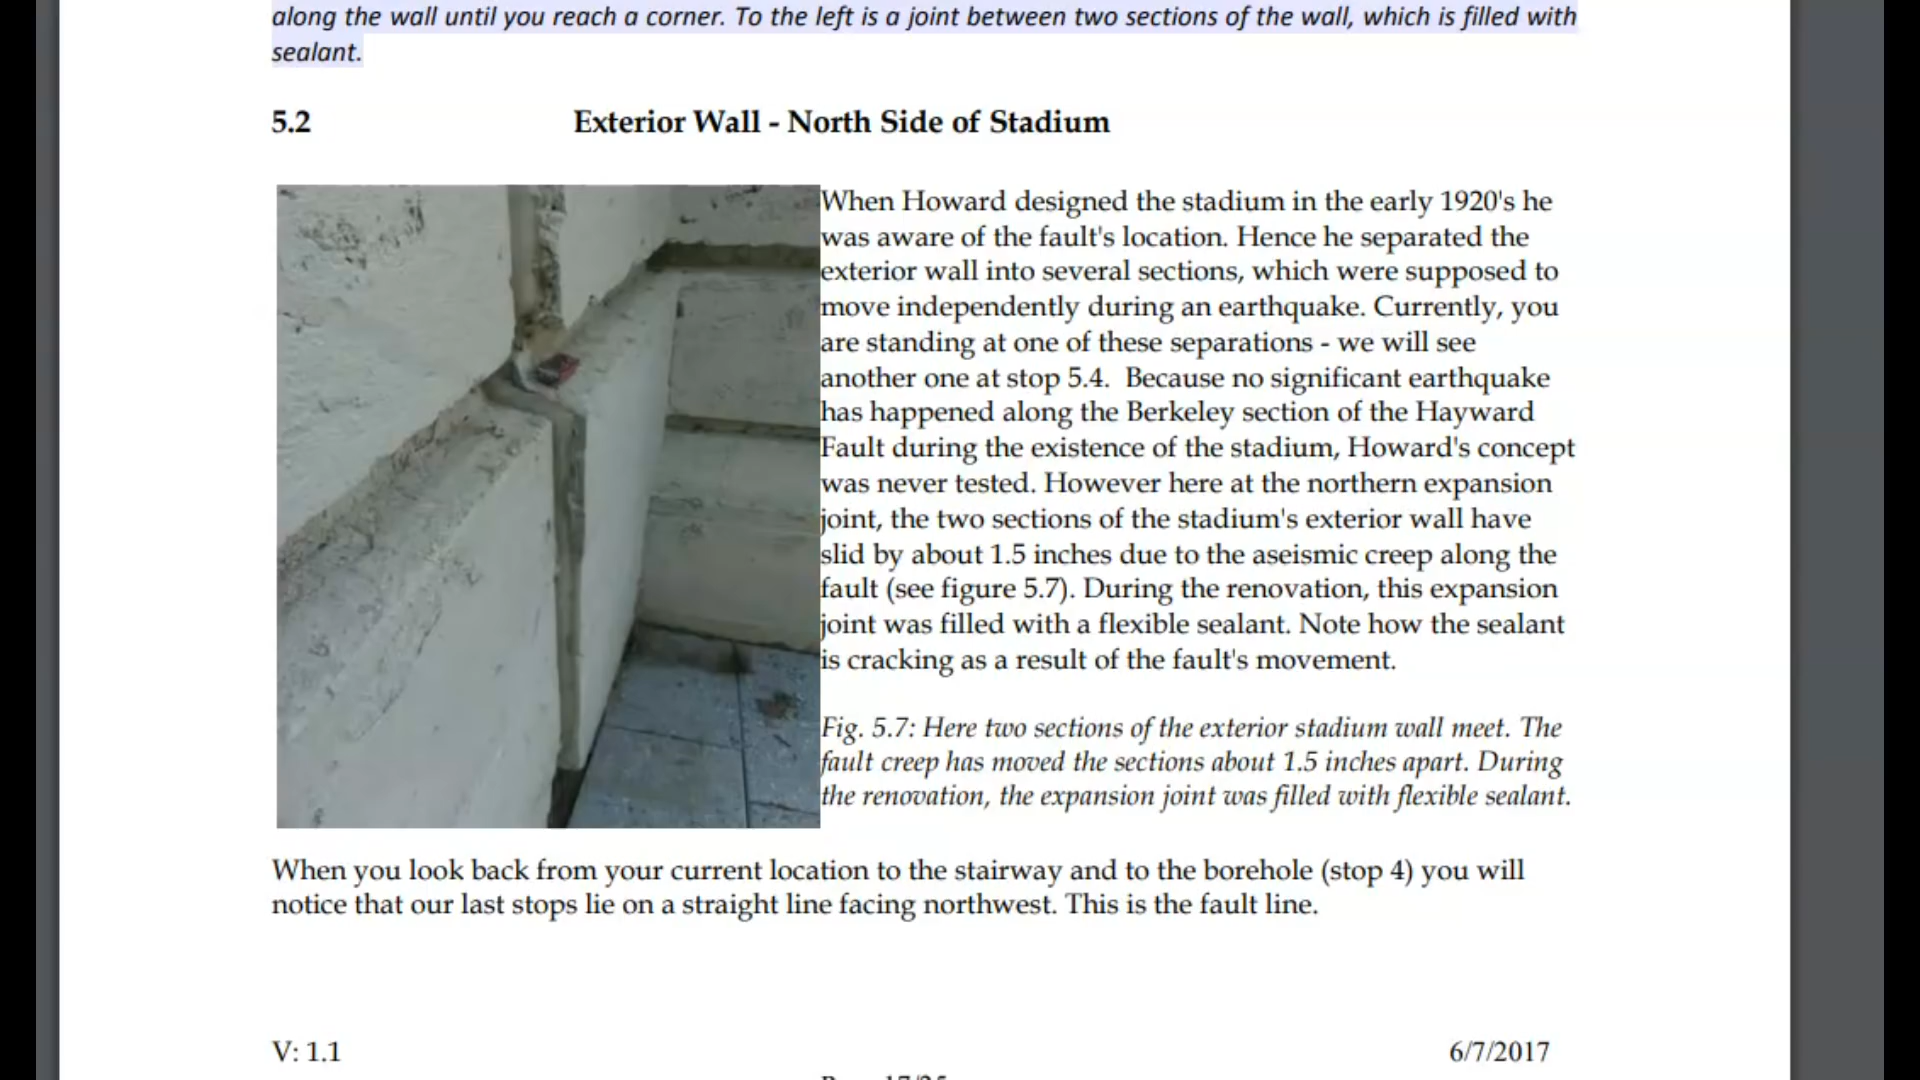 along the wall until you reach a corner. To the left is a joint between two sections of the wall, which is filled with
sealant.
5.2 Exterior Wall - North Side of Stadium
When Howard designed the stadium in the early 1920's he
was aware of the fault's location. Hence he separated the
exterior wall into several sections, which were supposed to
move independently during an earthquake. Currently, you
are standing at one of these separations - we will see
another one at stop 5.4.  Because no significant earthquake
has happened along the Berkeley section of the Hayward
Fault during the existence of the stadium, Howard's concept
was never tested. However here at the northern expansion
joint, the two sections of the stadium's exterior wall have
slid by about 1.5 inches due to the aseismic creep along the
fault (see figure 5.7). During the renovation, this expansion
joint was filled with a flexible sealant. Note how the sealant
is cracking as a result of the fault's movement.
Fig. 5.7: Here two sections of the exterior stadium wall meet. The
fault creep has moved the sections about 1.5 inches apart. During
the renovation, the expansion joint was filled with flexible sealant.
When you look back from your current location to the stairway and to the borehole (stop 4) you will
notice that our last stops lie on a straight line facing northwest. This is the fault line.
V: 1.1 6/7/2017